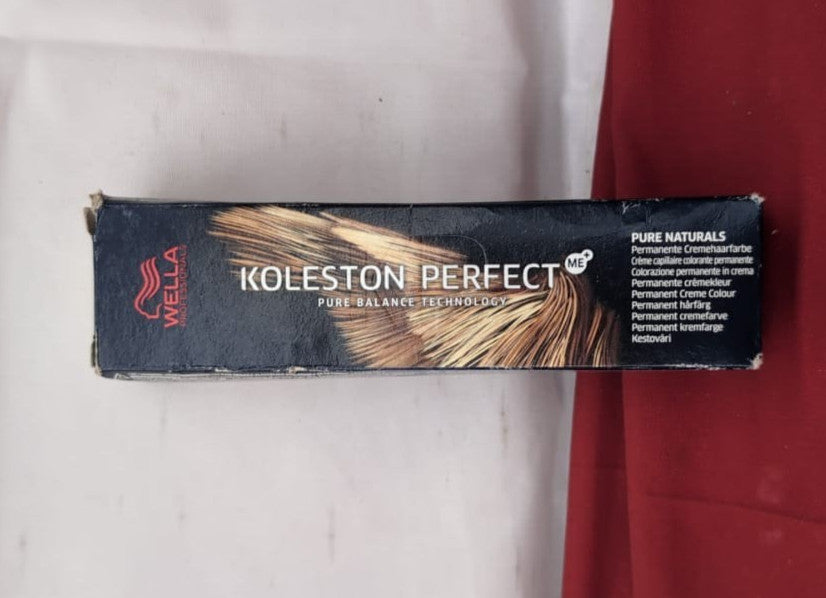 WELLA
PROFESSIONALS
KOLESTON PERFECT ME+
PURE BALANCE TECHNOLOGY
PURE NATURALS
Permanente Cremehaarfarbe
Crème capillaire colorante permanente
Colorazione permanente in crema
Permanente crèmekleur
Permanent Creme Colour
Permanent hårfärg
Permanent cremefarve
Permanent kremfarge
Kestoväri